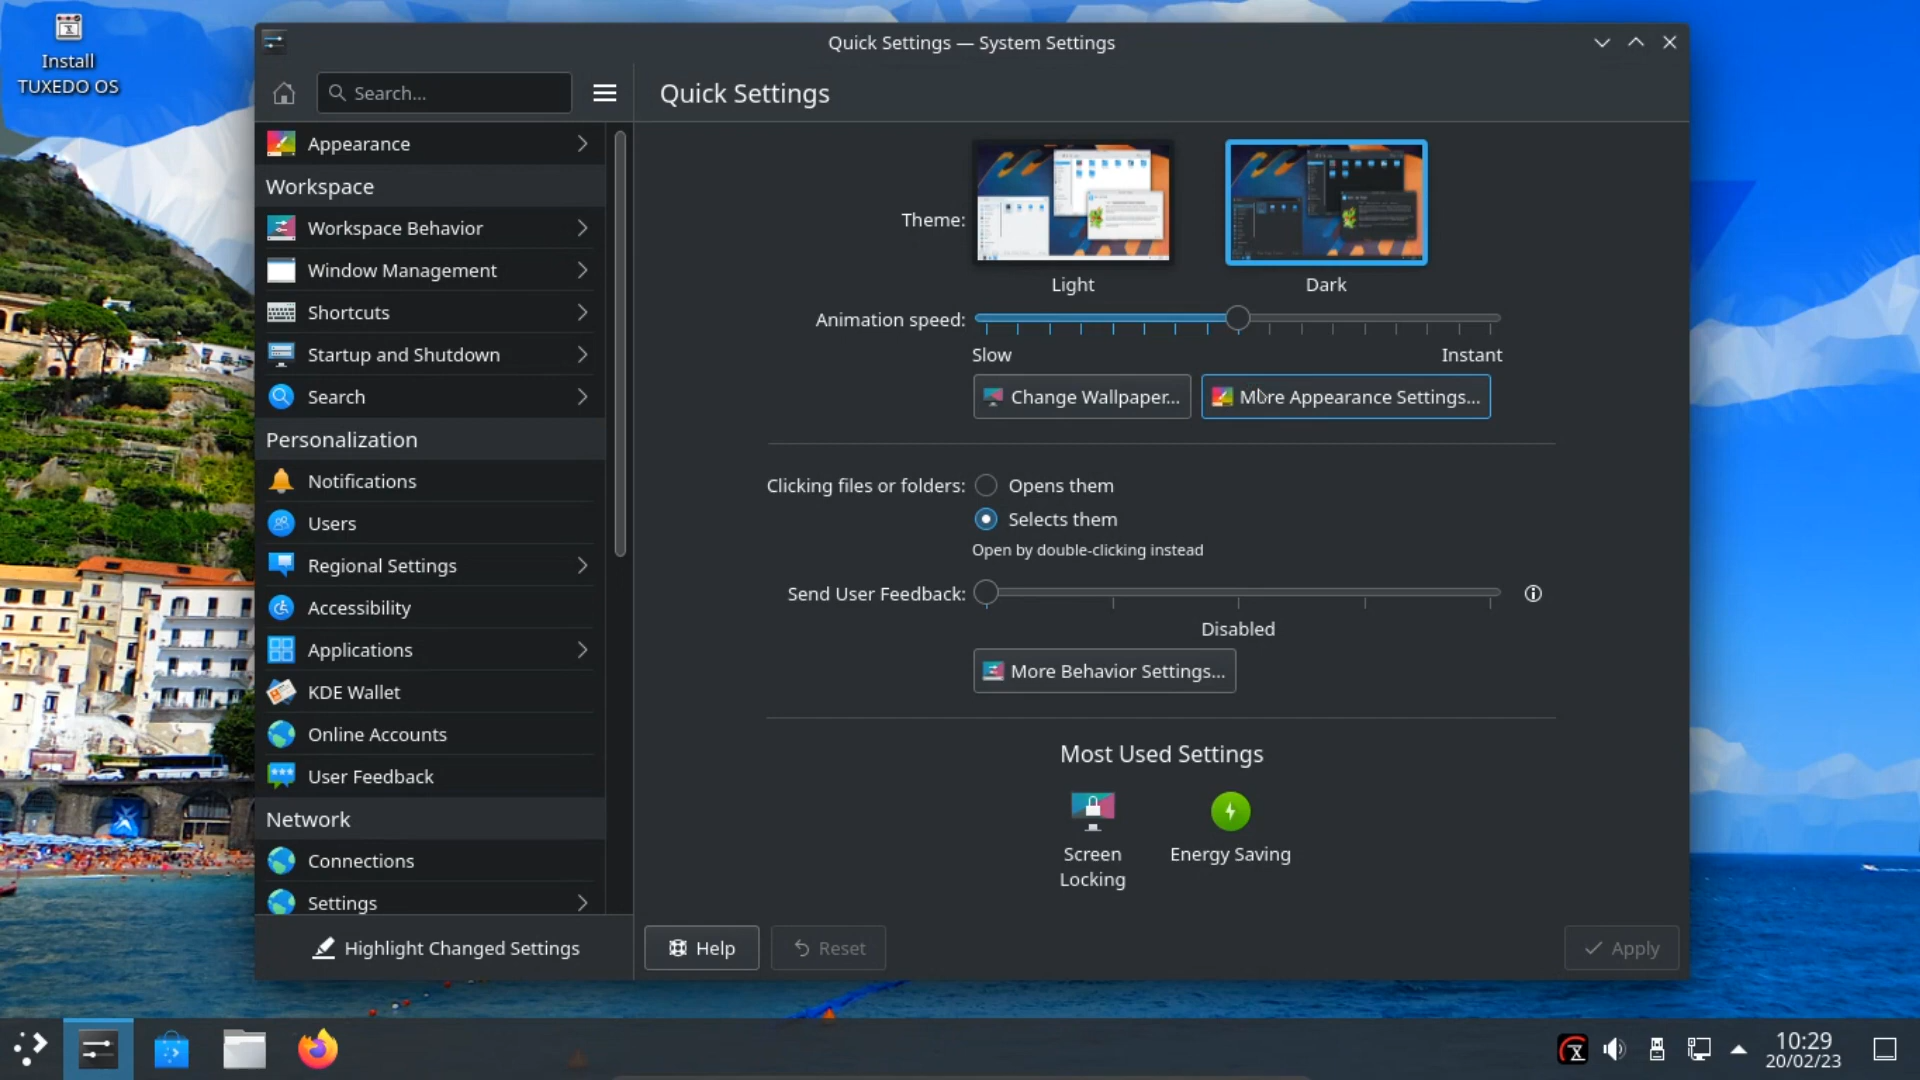 Install
TUXEDO OS
Quick Settings — System Settings
Search...
Quick Settings
Appearance
Workspace
Workspace Behavior
Window Management
Shortcuts
Startup and Shutdown
Search
Personalization
Notifications
Users
Regional Settings
Accessibility
Applications
KDE Wallet
Online Accounts
User Feedback
Network
Connections
Settings
Highlight Changed Settings
Theme:
Light
Dark
Animation speed:
Slow
Instant
Change Wallpaper...
More Appearance Settings...
Clicking files or folders:
Opens them
Selects them
Open by double-clicking instead
Send User Feedback:
Disabled
More Behavior Settings...
Most Used Settings
Screen
Locking
Energy Saving
Help
Reset
Apply
10:29
20/02/23